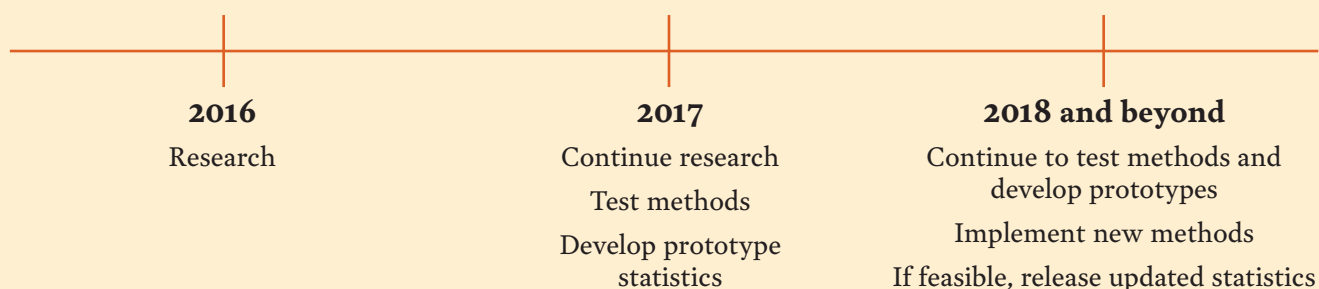 2016
Research
2017
Continue research
Test methods
Develop prototype
statistics
2018 and beyond
Continue to test methods and
develop prototypes
Implement new methods
If feasible, release updated statistics